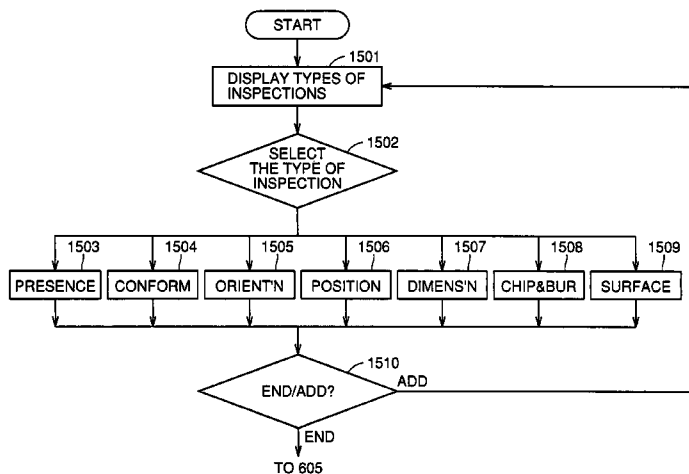 START
1501
DISPLAY TYPES OF
INSPECTIONS
1502
SELECT
THE TYPE OF
INSPECTION
1503 1504 1505 1506 1507 1508 1509
PRESENCE CONFORM ORIENT'N POSITION DIMENS'N CHIP&BUR SURFACE
1510
END/ADD? ADD
END
TO 605